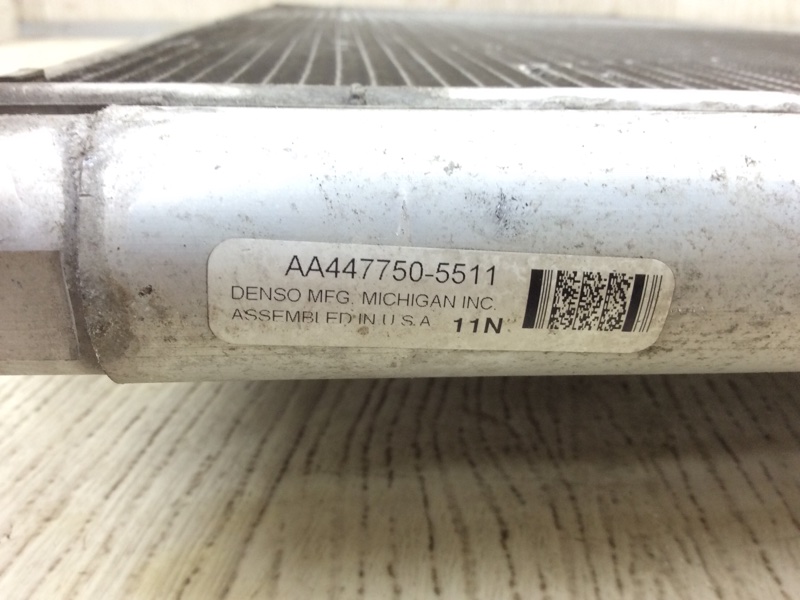 AA447750-5511
DENSO MFG. MICHIGAN INC.
ASSEMBLED IN U.S.A. 11N